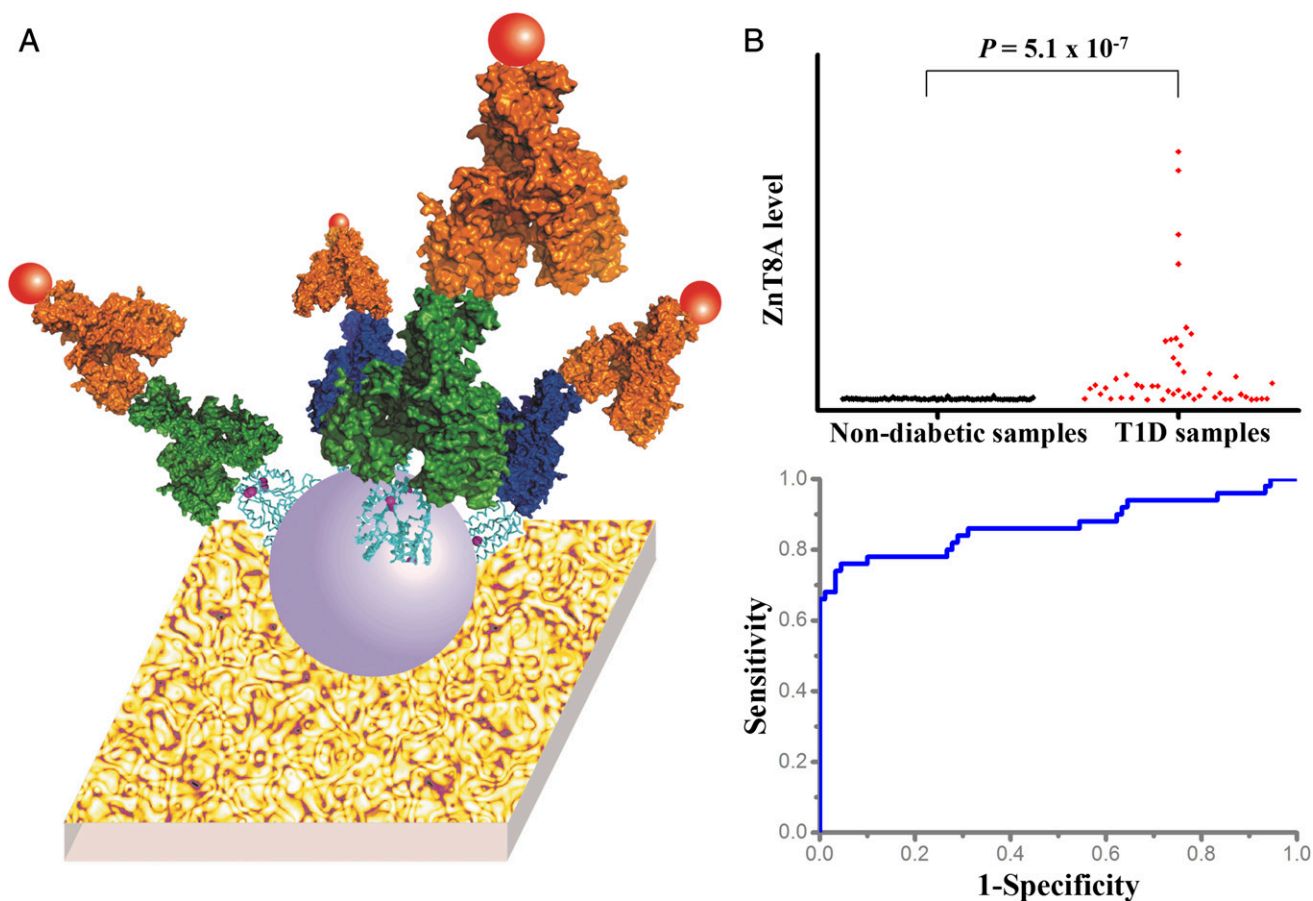 A
B
P = 5.1 x 10⁻⁷
ZnT8A level
Non-diabetic samples
T1D samples
1.0
0.8
0.6
0.4
0.2
0.0
Sensitivity
0.0 0.2 0.4 0.6 0.8 1.0
1-Specificity